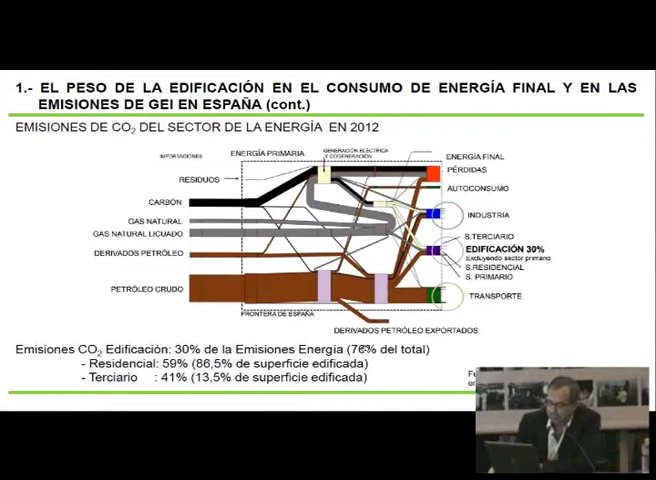 1.- EL PESO DE LA EDIFICACIÓN EN EL CONSUMO DE ENERGÍA FINAL Y EN LAS
EMISIONES DE GEI EN ESPAÑA (cont.)
EMISIONES DE CO2 DEL SECTOR DE LA ENERGÍA EN 2012
IMPORTACIONES
ENERGÍA PRIMARIA
GENERACIÓN ELÉCTRICA
Y COGENERACIÓN
ENERGÍA FINAL
PÉRDIDAS
RESIDUOS
AUTOCONSUMO
CARBÓN
INDUSTRIA
GAS NATURAL
GAS NATURAL LICUADO
S.TERCIARIO
EDIFICACIÓN 30%
Excluyendo sector primario
DERIVADOS PETRÓLEO
S.RESIDENCIAL
S. PRIMARIO
PETRÓLEO CRUDO
TRANSPORTE
FRONTERA DE ESPAÑA
DERIVADOS PETRÓLEO EXPORTADOS
Emisiones CO2 Edificación: 30% de la Emisiones Energía (76% del total)
- Residencial: 59% (86,5% de superficie edificada)
- Terciario : 41% (13,5% de superficie edificada)